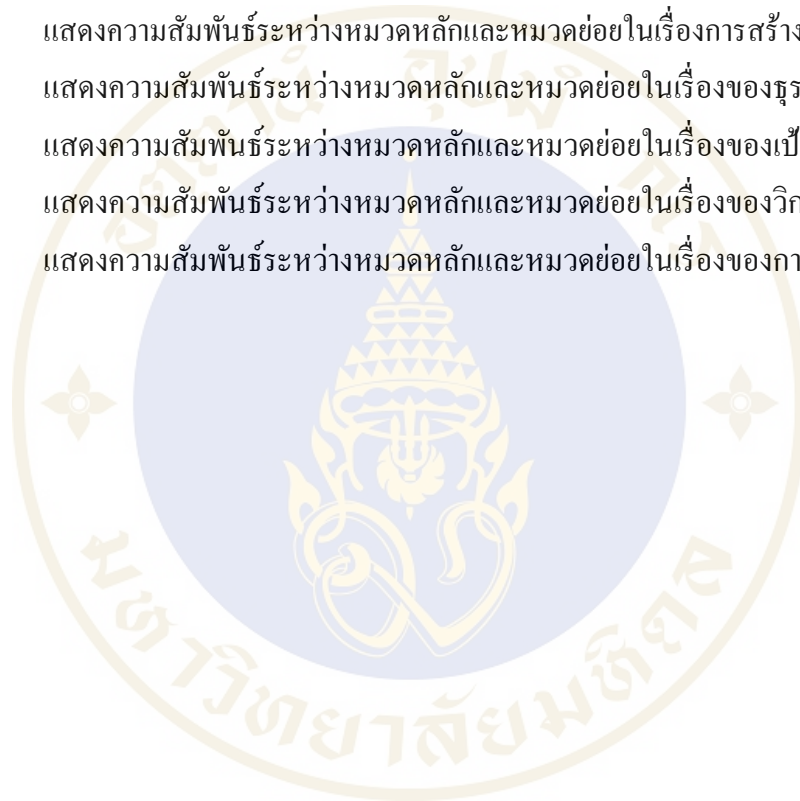 แสดงความสัมพันธ์ระหว่างหมวดหลักและหมวดย่อยในเรื่องการสร้าง
แสดงความสัมพันธ์ระหว่างหมวดหลักและหมวดย่อยในเรื่องของธุร
แสดงความสัมพันธ์ระหว่างหมวดหลักและหมวดย่อยในเรื่องของเป้
แสดงความสัมพันธ์ระหว่างหมวดหลักและหมวดย่อยในเรื่องของวิก
แสดงความสัมพันธ์ระหว่างหมวดหลักและหมวดย่อยในเรื่องของกา
อตฺตานํ อุปมํ กเร
มหาวิทยาลัยมหิดล